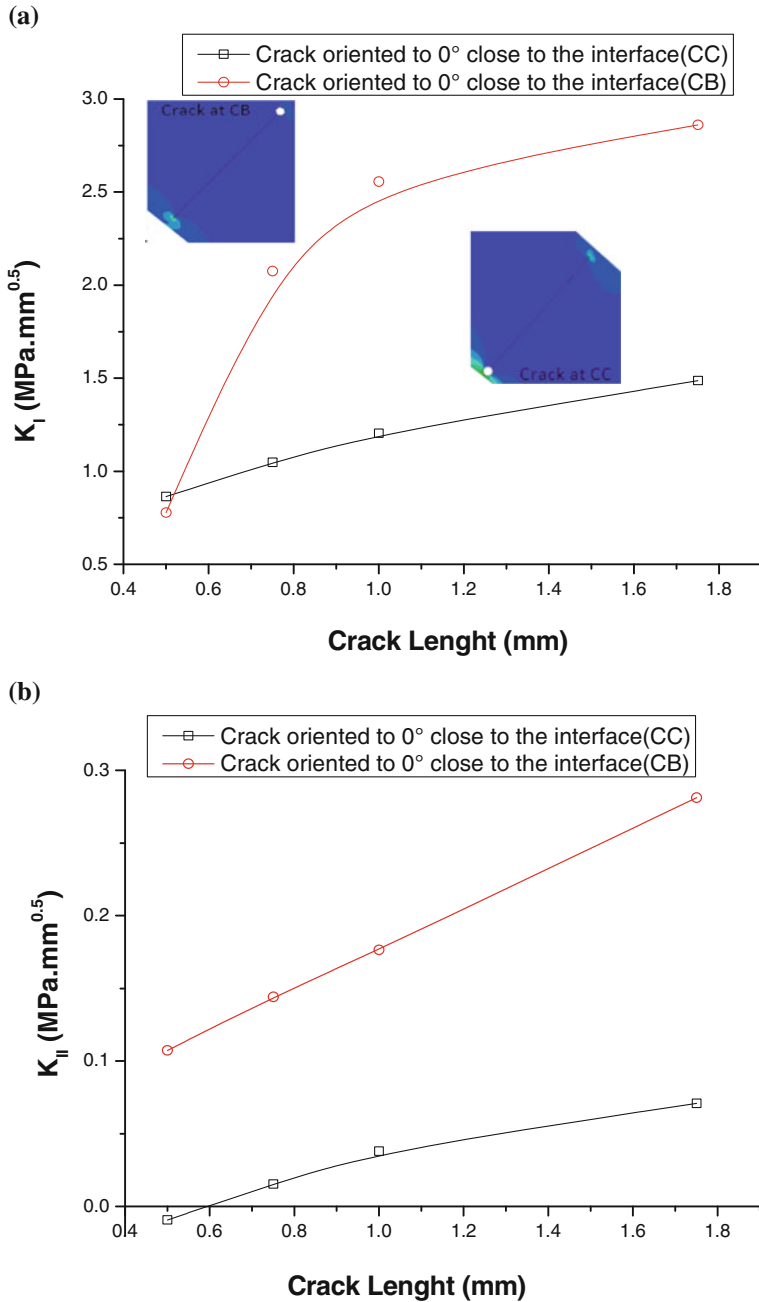 (a)
Crack oriented to 0° close to the interface(CC)
Crack oriented to 0° close to the interface(CB)
3.0
2.5
2.0
1.5
1.0
0.5
K_I (MPa.mm^0.5)
Crack at CB
Crack at CC
0.4 0.6 0.8 1.0 1.2 1.4 1.6 1.8
Crack Lenght (mm)
(b)
Crack oriented to 0° close to the interface(CC)
Crack oriented to 0° close to the interface(CB)
0.3
0.2
0.1
0.0
K_II (MPa.mm^0.5)
0.4 0.6 0.8 1.0 1.2 1.4 1.6 1.8
Crack Lenght (mm)